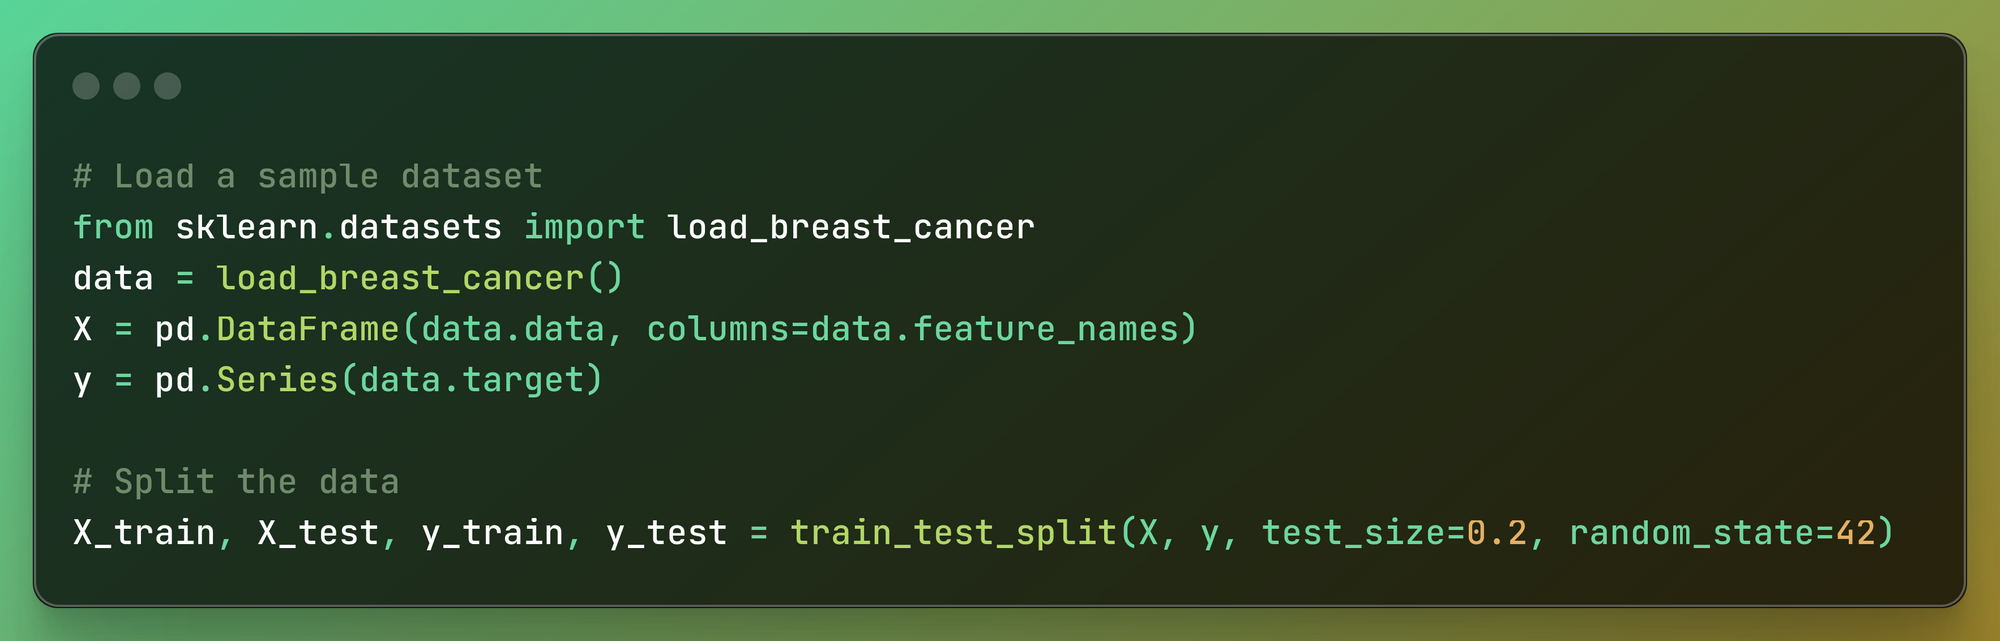 # Load a sample dataset
from sklearn.datasets import load_breast_cancer
data = load_breast_cancer()
X = pd.DataFrame(data.data, columns=data.feature_names)
y = pd.Series(data.target)
# Split the data
X_train, X_test, y_train, y_test = train_test_split(X, y, test_size=0.2, random_state=42)